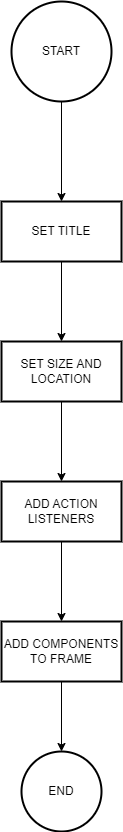 START
SET TITLE
SET SIZE AND
LOCATION
ADD ACTION
LISTENERS
ADD COMPONENTS
TO FRAME
END